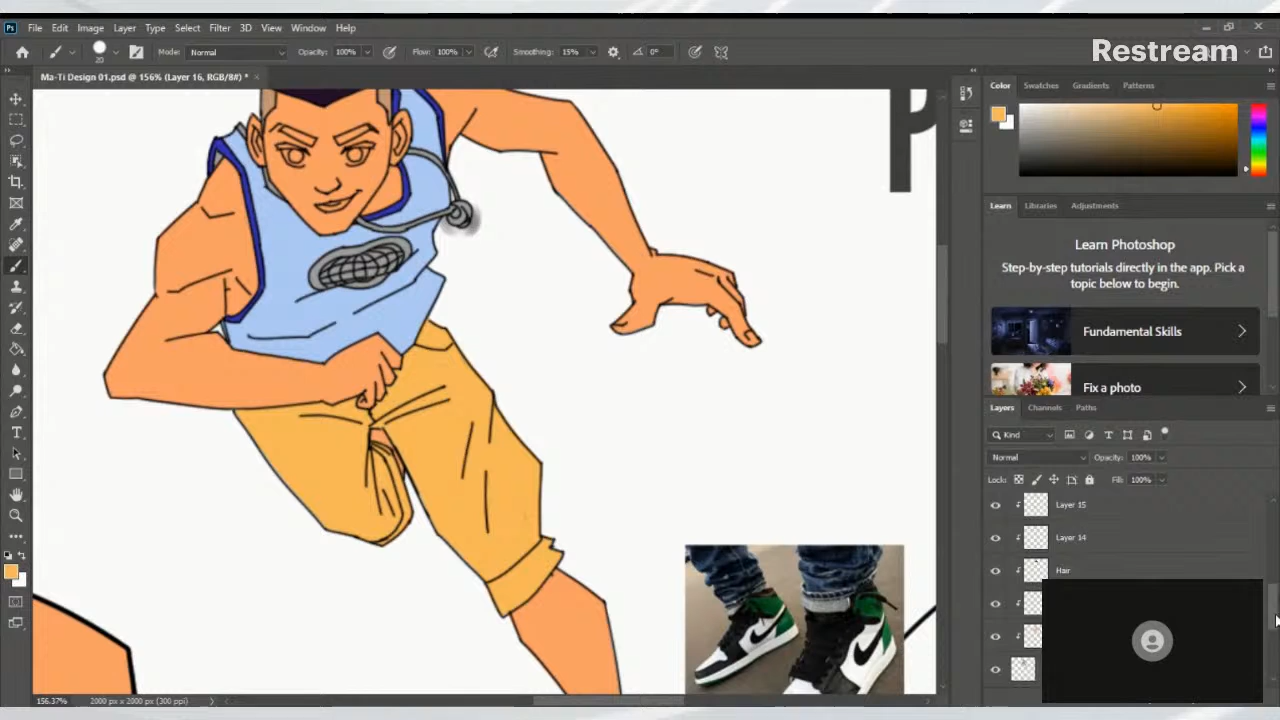 Ps File Edit Image Layer Type Select Filter 3D View Window Help
Restream
20 Mode: Normal Opacity: 100% Flow: 100% Smoothing: 15% 0°
Ma-Ti Design 01.psd @ 156% (Layer 16, RGB/8#) *
P
Color Swatches Gradients Patterns
Learn Libraries Adjustments
Learn Photoshop
Step-by-step tutorials directly in the app. Pick a
topic below to begin.
Fundamental Skills
Fix a photo
Layers Channels Paths
Kind
Normal Opacity: 100%
Lock: Fill: 100%
Layer 15
Layer 14
Hair
156.37% 2000 px x 2000 px (300 ppi)